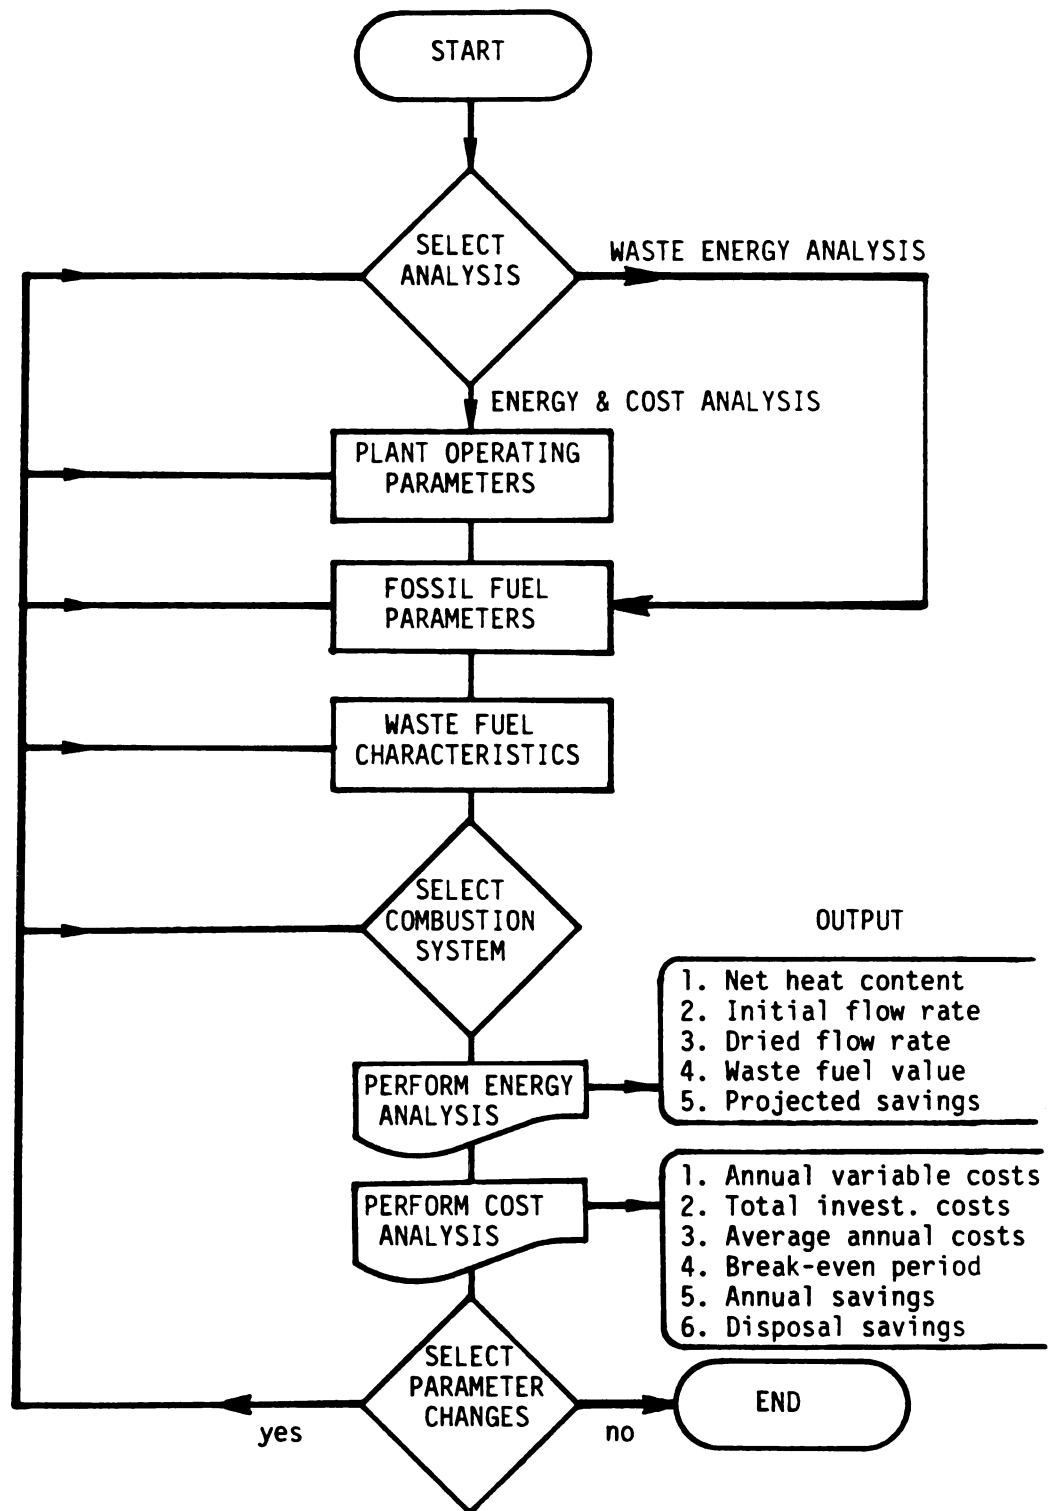 START
SELECT
ANALYSIS
WASTE ENERGY ANALYSIS
ENERGY & COST ANALYSIS
PLANT OPERATING
PARAMETERS
FOSSIL FUEL
PARAMETERS
WASTE FUEL
CHARACTERISTICS
SELECT
COMBUSTION
SYSTEM
OUTPUT
1. Net heat content
2. Initial flow rate
3. Dried flow rate
4. Waste fuel value
5. Projected savings
PERFORM ENERGY
ANALYSIS
1. Annual variable costs
2. Total invest. costs
3. Average annual costs
4. Break-even period
5. Annual savings
6. Disposal savings
PERFORM COST
ANALYSIS
SELECT
PARAMETER
CHANGES
yes
no
END